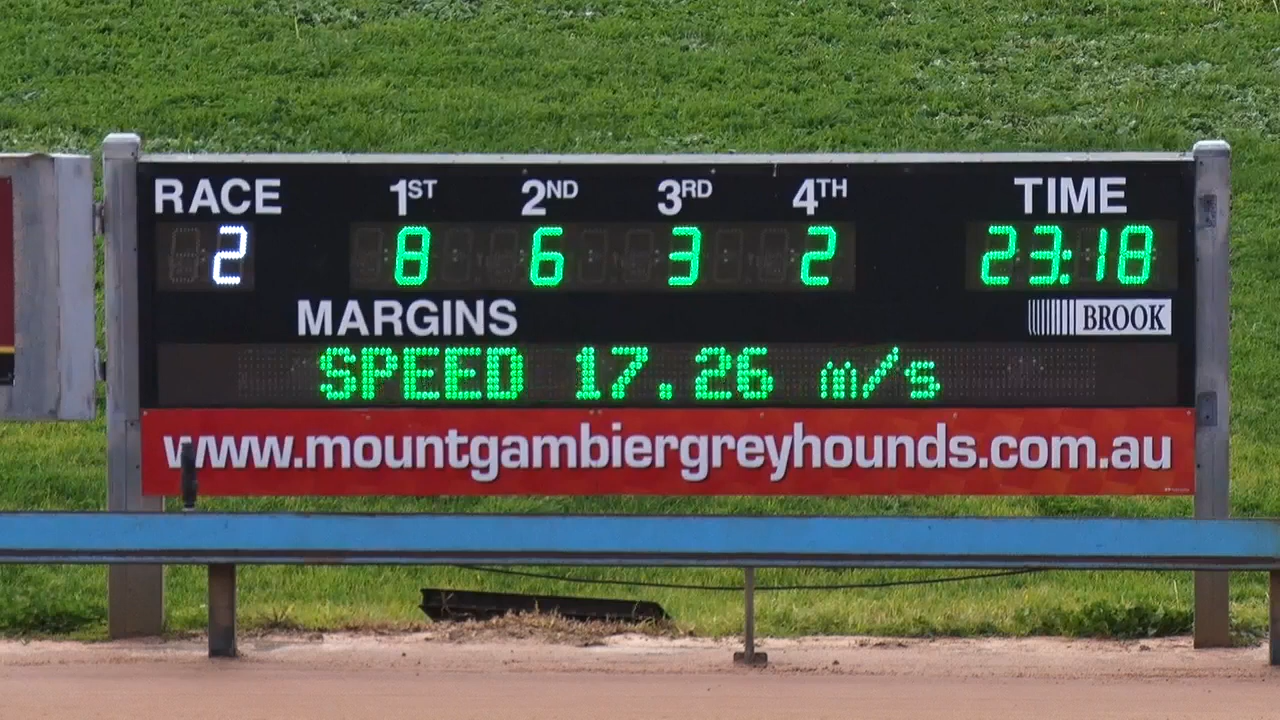 RACE 1ST 2ND 3RD 4TH TIME
2 8 6 3 2 23:18
MARGINS BROOK
SPEED 17.26 m/s
www.mountgambiergreyhounds.com.au